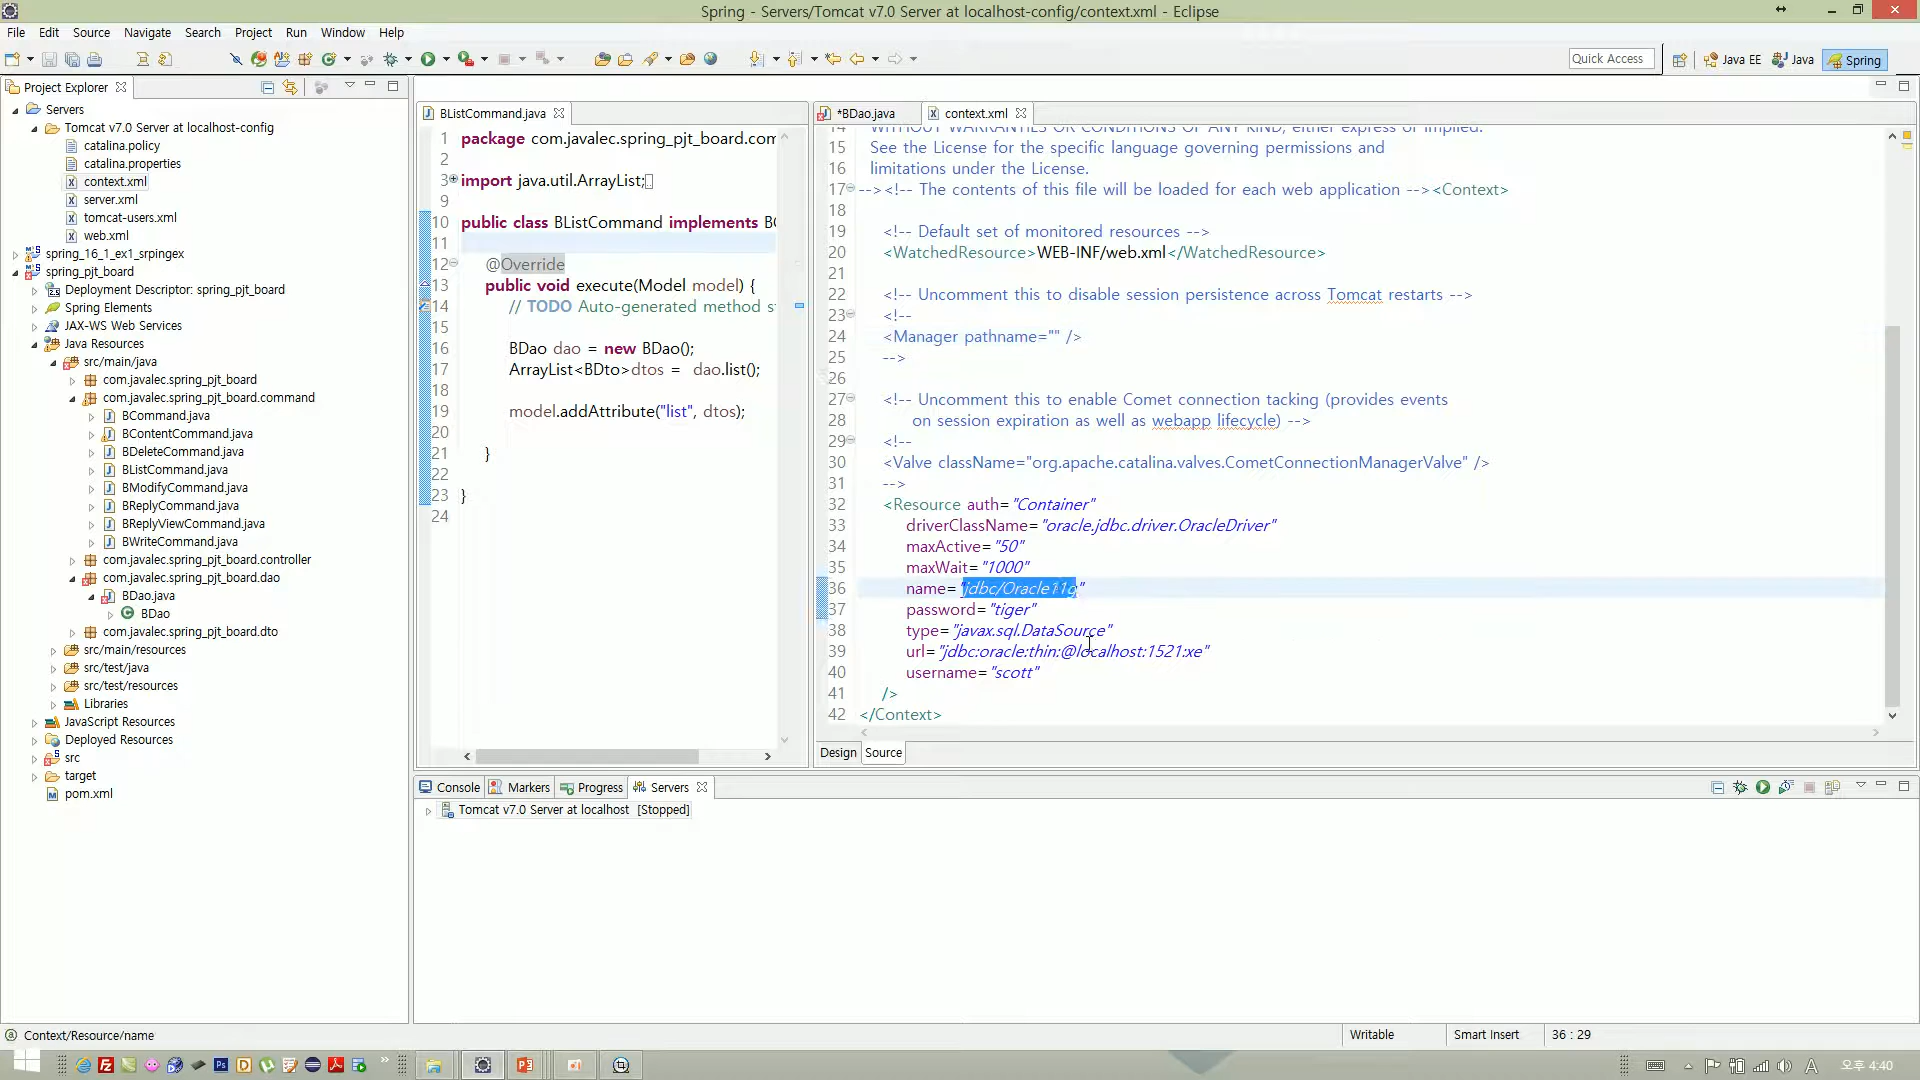 Spring - Servers/Tomcat v7.0 Server at localhost-config/context.xml - Eclipse
File Edit Source Navigate Search Project Run Window Help
Quick Access
Java EE
Java
Spring
Project Explorer
Servers
Tomcat v7.0 Server at localhost-config
catalina.policy
catalina.properties
context.xml
server.xml
tomcat-users.xml
web.xml
spring_16_1_ex1_srpingex
spring_pjt_board
Deployment Descriptor: spring_pjt_board
Spring Elements
JAX-WS Web Services
Java Resources
src/main/java
com.javalec.spring_pjt_board
com.javalec.spring_pjt_board.command
BCommand.java
BContentCommand.java
BDeleteCommand.java
BListCommand.java
BModifyCommand.java
BReplyCommand.java
BReplyViewCommand.java
BWriteCommand.java
com.javalec.spring_pjt_board.controller
com.javalec.spring_pjt_board.dao
BDao.java
BDao
com.javalec.spring_pjt_board.dto
src/main/resources
src/test/java
src/test/resources
Libraries
JavaScript Resources
Deployed Resources
src
target
pom.xml
BListCommand.java
1 package com.javalec.spring_pjt_board.com
2
3 import java.util.ArrayList;
9
10 public class BListCommand implements BC
11
12 @Override
13 public void execute(Model model) {
14 // TODO Auto-generated method s
15
16 BDao dao = new BDao();
17 ArrayList<BDto>dtos = dao.list();
18
19 model.addAttribute("list", dtos);
20
21 }
22
23 }
24
*BDao.java
context.xml
14 WITHOUT WARRANTIES OR CONDITIONS OF ANY KIND, either express or implied.
15 See the License for the specific language governing permissions and
16 limitations under the License.
17 --><!-- The contents of this file will be loaded for each web application --><Context>
18
19 <!-- Default set of monitored resources -->
20 <WatchedResource>WEB-INF/web.xml</WatchedResource>
21
22 <!-- Uncomment this to disable session persistence across Tomcat restarts -->
23 <!--
24 <Manager pathname="" />
25 -->
26
27 <!-- Uncomment this to enable Comet connection tacking (provides events
28 on session expiration as well as webapp lifecycle) -->
29 <!--
30 <Valve className="org.apache.catalina.valves.CometConnectionManagerValve" />
31 -->
32 <Resource auth="Container"
33 driverClassName="oracle.jdbc.driver.OracleDriver"
34 maxActive="50"
35 maxWait="1000"
36 name="jdbc/Oracle11g"
37 password="tiger"
38 type="javax.sql.DataSource"
39 url="jdbc:oracle:thin:@localhost:1521:xe"
40 username="scott"
41 />
42 </Context>
Design Source
Console Markers Progress Servers
Tomcat v7.0 Server at localhost [Stopped]
Context/Resource/name
Writable
Smart Insert
36 : 29
A
오후 4:40